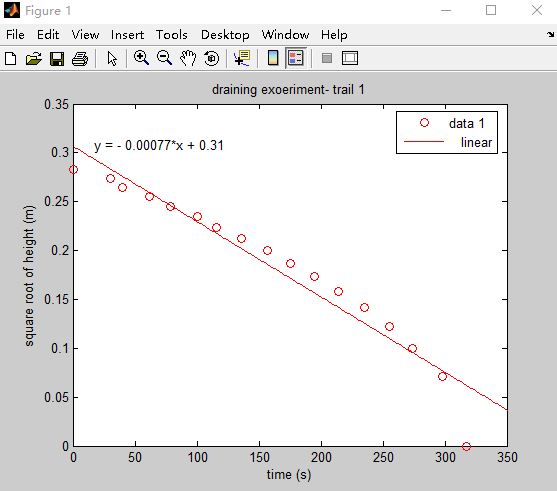 Figure 1
File Edit View Insert Tools Desktop Window Help
draining exoeriment- trail 1
0.35
0.3
0.25
0.2
0.15
0.1
0.05
0
y = - 0.00077*x + 0.31
data 1
linear
square root of height (m)
0 50 100 150 200 250 300 350
time (s)